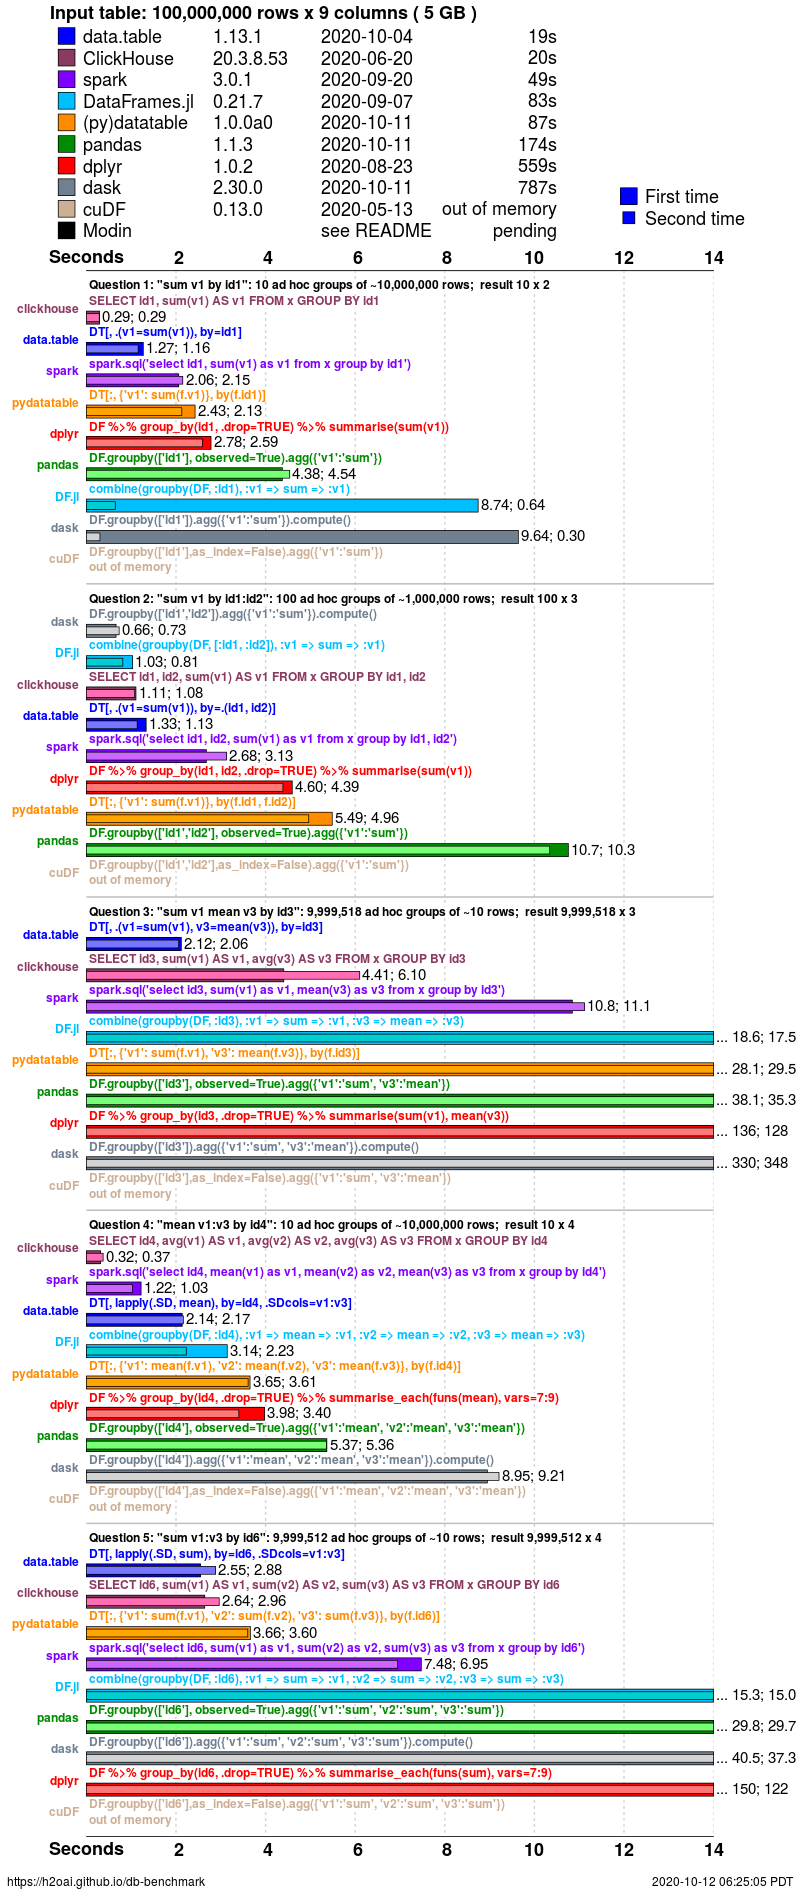 Input table: 100,000,000 rows x 9 columns ( 5 GB )
data.table 1.13.1 2020-10-04 19s
ClickHouse 20.3.8.53 2020-06-20 20s
spark 3.0.1 2020-09-20 49s
DataFrames.jl 0.21.7 2020-09-07 83s
(py)datatable 1.0.0a0 2020-10-11 87s
pandas 1.1.3 2020-10-11 174s
dplyr 1.0.2 2020-08-23 559s
dask 2.30.0 2020-10-11 787s
cuDF 0.13.0 2020-05-13 out of memory
Modin see README pending
First time
Second time
Seconds 2 4 6 8 10 12 14
Question 1: "sum v1 by id1": 10 ad hoc groups of ~10,000,000 rows; result 10 x 2
SELECT id1, sum(v1) AS v1 FROM x GROUP BY id1
clickhouse 0.29; 0.29
DT[, .(v1=sum(v1)), by=id1]
data.table 1.27; 1.16
spark.sql('select id1, sum(v1) as v1 from x group by id1')
spark 2.06; 2.15
DT[:, {'v1': sum(f.v1)}, by(f.id1)]
pydatatable 2.43; 2.13
DF %>% group_by(id1, .drop=TRUE) %>% summarise(sum(v1))
dplyr 2.78; 2.59
DF.groupby(['id1'], observed=True).agg({'v1':'sum'})
pandas 4.38; 4.54
combine(groupby(DF, :id1), :v1 => sum => :v1)
DF.jl 8.74; 0.64
DF.groupby(['id1']).agg({'v1':'sum'}).compute()
dask 9.64; 0.30
DF.groupby(['id1'],as_index=False).agg({'v1':'sum'})
cuDF out of memory
Question 2: "sum v1 by id1:id2": 100 ad hoc groups of ~1,000,000 rows; result 100 x 3
DF.groupby(['id1','id2']).agg({'v1':'sum'}).compute()
dask 0.66; 0.73
combine(groupby(DF, [:id1, :id2]), :v1 => sum => :v1)
DF.jl 1.03; 0.81
SELECT id1, id2, sum(v1) AS v1 FROM x GROUP BY id1, id2
clickhouse 1.11; 1.08
DT[, .(v1=sum(v1)), by=.(id1, id2)]
data.table 1.33; 1.13
spark.sql('select id1, id2, sum(v1) as v1 from x group by id1, id2')
spark 2.68; 3.13
DF %>% group_by(id1, id2, .drop=TRUE) %>% summarise(sum(v1))
dplyr 4.60; 4.39
DT[:, {'v1': sum(f.v1)}, by(f.id1, f.id2)]
pydatatable 5.49; 4.96
DF.groupby(['id1','id2'], observed=True).agg({'v1':'sum'})
pandas 10.7; 10.3
DF.groupby(['id1','id2'],as_index=False).agg({'v1':'sum'})
cuDF out of memory
Question 3: "sum v1 mean v3 by id3": 9,999,518 ad hoc groups of ~10 rows; result 9,999,518 x 3
DT[, .(v1=sum(v1), v3=mean(v3)), by=id3]
data.table 2.12; 2.06
SELECT id3, sum(v1) AS v1, avg(v3) AS v3 FROM x GROUP BY id3
clickhouse 4.41; 6.10
spark.sql('select id3, sum(v1) as v1, mean(v3) as v3 from x group by id3')
spark 10.8; 11.1
combine(groupby(DF, :id3), :v1 => sum => :v1, :v3 => mean => :v3)
DF.jl ... 18.6; 17.5
DT[:, {'v1': sum(f.v1), 'v3': mean(f.v3)}, by(f.id3)]
pydatatable ... 28.1; 29.5
DF.groupby(['id3'], observed=True).agg({'v1':'sum', 'v3':'mean'})
pandas ... 38.1; 35.3
DF %>% group_by(id3, .drop=TRUE) %>% summarise(sum(v1), mean(v3))
dplyr ... 136; 128
DF.groupby(['id3']).agg({'v1':'sum', 'v3':'mean'}).compute()
dask ... 330; 348
DF.groupby(['id3'],as_index=False).agg({'v1':'sum', 'v3':'mean'})
cuDF out of memory
Question 4: "mean v1:v3 by id4": 10 ad hoc groups of ~10,000,000 rows; result 10 x 4
SELECT id4, avg(v1) AS v1, avg(v2) AS v2, avg(v3) AS v3 FROM x GROUP BY id4
clickhouse 0.32; 0.37
spark.sql('select id4, mean(v1) as v1, mean(v2) as v2, mean(v3) as v3 from x group by id4')
spark 1.22; 1.03
DT[, lapply(.SD, mean), by=id4, .SDcols=v1:v3]
data.table 2.14; 2.17
combine(groupby(DF, :id4), :v1 => mean => :v1, :v2 => mean => :v2, :v3 => mean => :v3)
DF.jl 3.14; 2.23
DT[:, {'v1': mean(f.v1), 'v2': mean(f.v2), 'v3': mean(f.v3)}, by(f.id4)]
pydatatable 3.65; 3.61
DF %>% group_by(id4, .drop=TRUE) %>% summarise_each(funs(mean), vars=7:9)
dplyr 3.98; 3.40
DF.groupby(['id4'], observed=True).agg({'v1':'mean', 'v2':'mean', 'v3':'mean'})
pandas 5.37; 5.36
DF.groupby(['id4']).agg({'v1':'mean', 'v2':'mean', 'v3':'mean'}).compute()
dask 8.95; 9.21
DF.groupby(['id4'],as_index=False).agg({'v1':'mean', 'v2':'mean', 'v3':'mean'})
cuDF out of memory
Question 5: "sum v1:v3 by id6": 9,999,512 ad hoc groups of ~10 rows; result 9,999,512 x 4
DT[, lapply(.SD, sum), by=id6, .SDcols=v1:v3]
data.table 2.55; 2.88
SELECT id6, sum(v1) AS v1, sum(v2) AS v2, sum(v3) AS v3 FROM x GROUP BY id6
clickhouse 2.64; 2.96
DT[:, {'v1': sum(f.v1), 'v2': sum(f.v2), 'v3': sum(f.v3)}, by(f.id6)]
pydatatable 3.66; 3.60
spark.sql('select id6, sum(v1) as v1, sum(v2) as v2, sum(v3) as v3 from x group by id6')
spark 7.48; 6.95
combine(groupby(DF, :id6), :v1 => sum => :v1, :v2 => sum => :v2, :v3 => sum => :v3)
DF.jl ... 15.3; 15.0
DF.groupby(['id6'], observed=True).agg({'v1':'sum', 'v2':'sum', 'v3':'sum'})
pandas ... 29.8; 29.7
DF.groupby(['id6']).agg({'v1':'sum', 'v2':'sum', 'v3':'sum'}).compute()
dask ... 40.5; 37.3
DF %>% group_by(id6, .drop=TRUE) %>% summarise_each(funs(sum), vars=7:9)
dplyr ... 150; 122
DF.groupby(['id6'],as_index=False).agg({'v1':'sum', 'v2':'sum', 'v3':'sum'})
cuDF out of memory
Seconds 2 4 6 8 10 12 14
https://h2oai.github.io/db-benchmark 2020-10-12 06:25:05 PDT